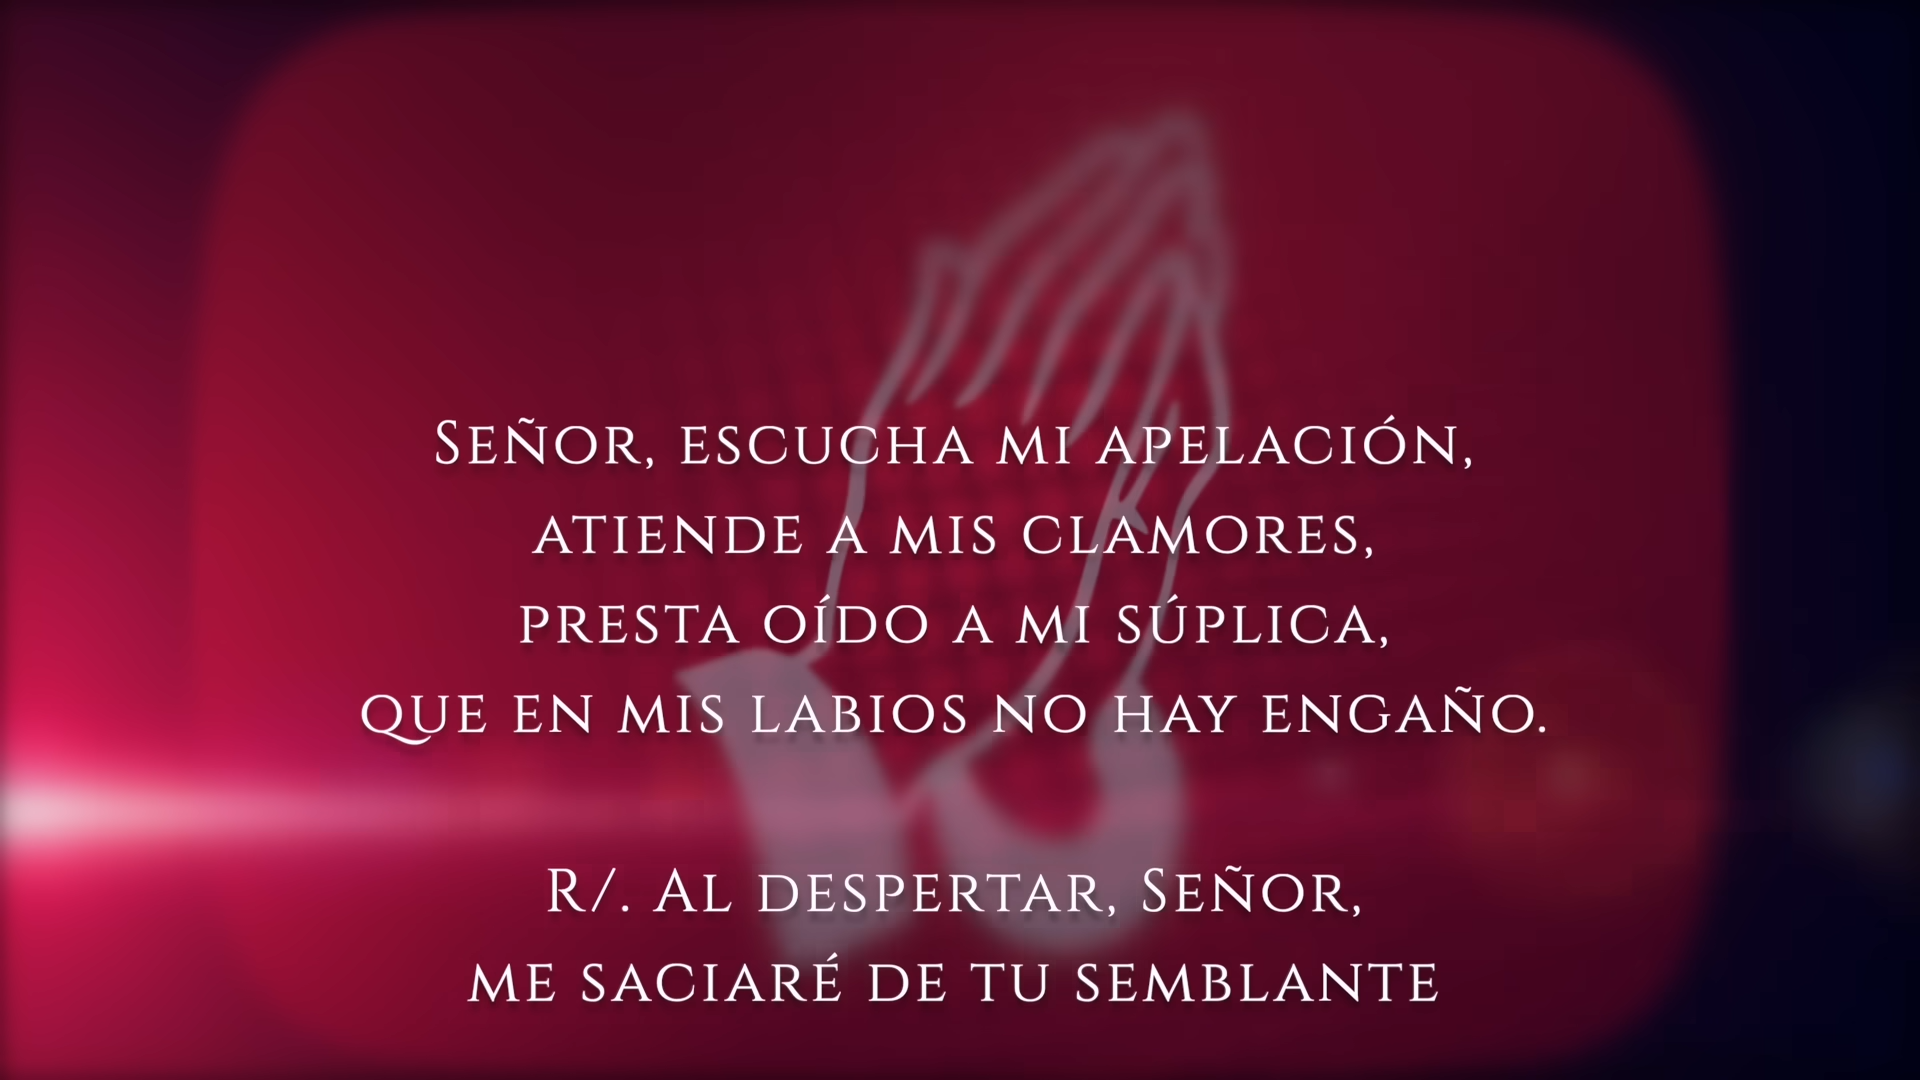 Señor, escucha mi apelación,
atiende a mis clamores,
presta oído a mi súplica,
que en mis labios no hay engaño.
R/. Al despertar, Señor,
me saciaré de tu semblante